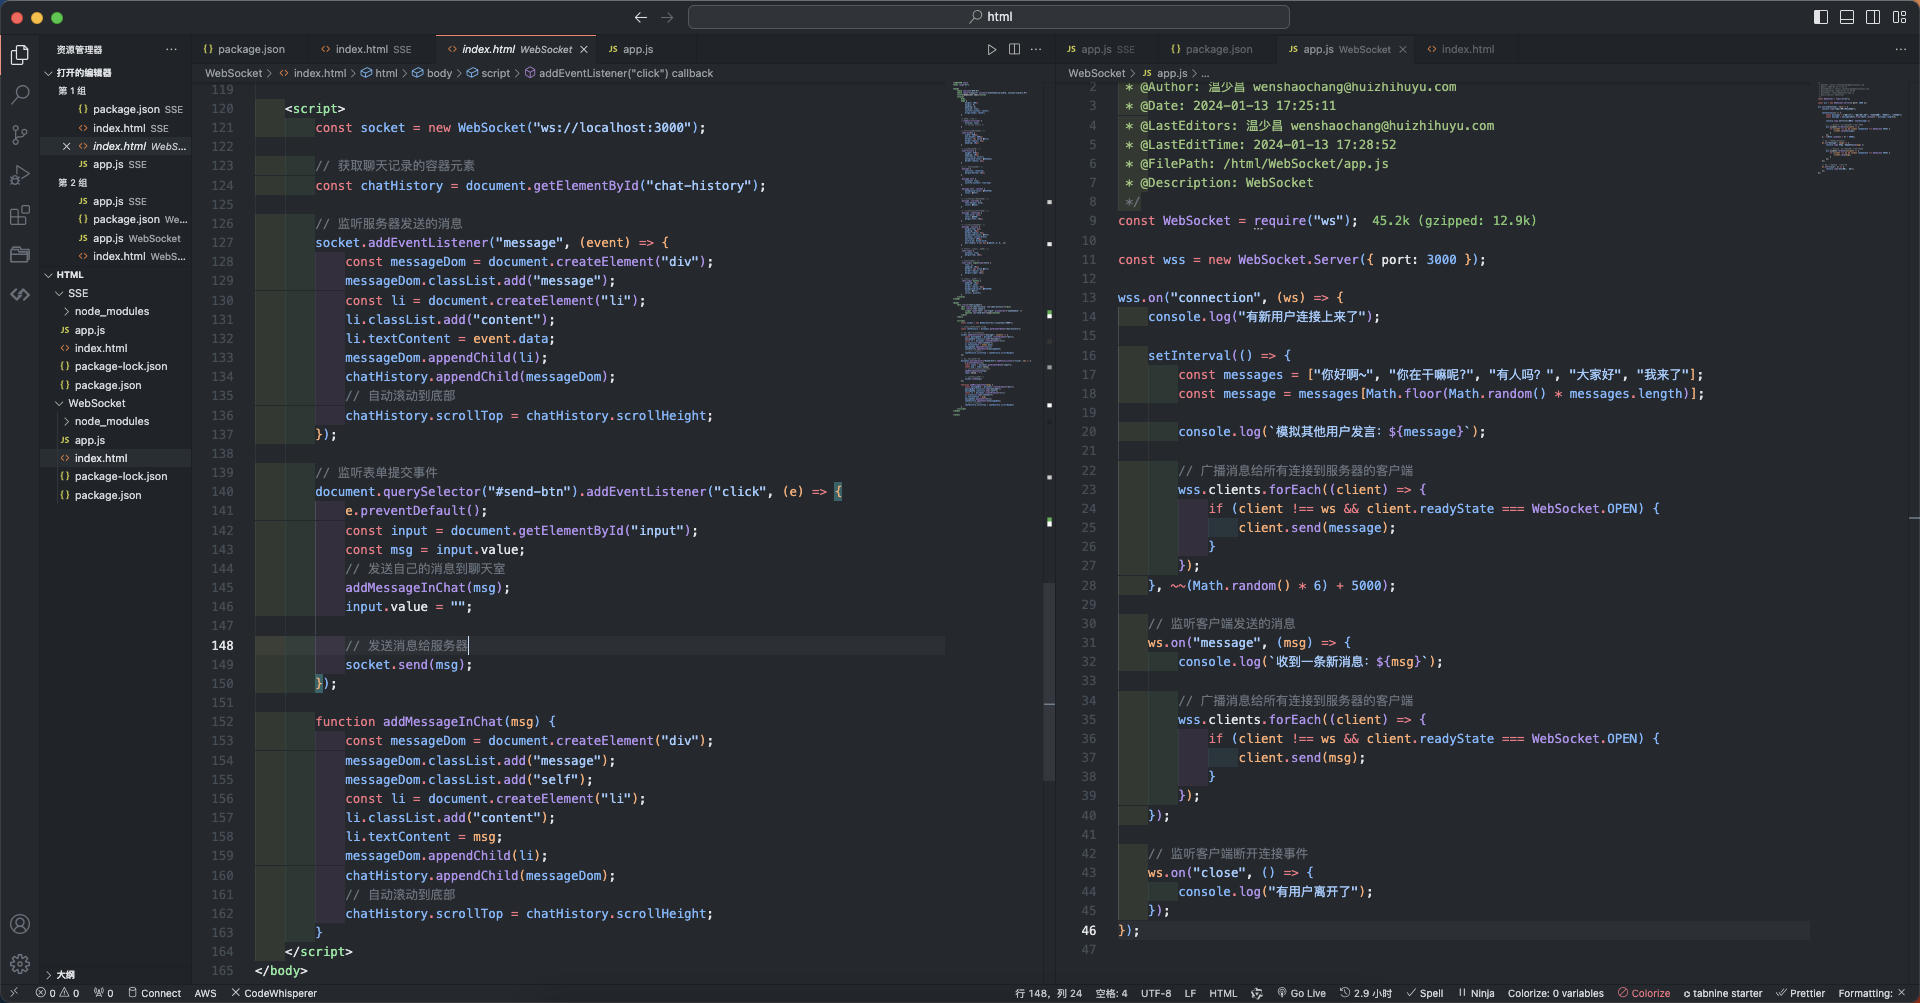 html
资源管理器
打开的编辑器
第 1 组
package.json SSE
index.html SSE
index.html WebS...
app.js SSE
第 2 组
app.js SSE
package.json We...
app.js WebSocket
index.html WebS...
HTML
SSE
node_modules
app.js
index.html
package-lock.json
package.json
WebSocket
node_modules
app.js
index.html
package-lock.json
package.json
大纲
package.json
index.html SSE
index.html WebSocket
app.js
WebSocket > index.html > html > body > script > addEventListener("click") callback
119
120 <script>
121 const socket = new WebSocket("ws://localhost:3000");
122
123 // 获取聊天记录的容器元素
124 const chatHistory = document.getElementById("chat-history");
125
126 // 监听服务器发送的消息
127 socket.addEventListener("message", (event) => {
128 const messageDom = document.createElement("div");
129 messageDom.classList.add("message");
130 const li = document.createElement("li");
131 li.classList.add("content");
132 li.textContent = event.data;
133 messageDom.appendChild(li);
134 chatHistory.appendChild(messageDom);
135 // 自动滚动到底部
136 chatHistory.scrollTop = chatHistory.scrollHeight;
137 });
138
139 // 监听表单提交事件
140 document.querySelector("#send-btn").addEventListener("click", (e) => {
141 e.preventDefault();
142 const input = document.getElementById("input");
143 const msg = input.value;
144 // 发送自己的消息到聊天室
145 addMessageInChat(msg);
146 input.value = "";
147
148 // 发送消息给服务器
149 socket.send(msg);
150 });
151
152 function addMessageInChat(msg) {
153 const messageDom = document.createElement("div");
154 messageDom.classList.add("message");
155 messageDom.classList.add("self");
156 const li = document.createElement("li");
157 li.classList.add("content");
158 li.textContent = msg;
159 messageDom.appendChild(li);
160 chatHistory.appendChild(messageDom);
161 // 自动滚动到底部
162 chatHistory.scrollTop = chatHistory.scrollHeight;
163 }
164 </script>
165 </body>
app.js SSE
package.json
app.js WebSocket
index.html
WebSocket > app.js > ...
2 * @Author: 温少昌 wenshaochang@huizhihuyu.com
3 * @Date: 2024-01-13 17:25:11
4 * @LastEditors: 温少昌 wenshaochang@huizhihuyu.com
5 * @LastEditTime: 2024-01-13 17:28:52
6 * @FilePath: /html/WebSocket/app.js
7 * @Description: WebSocket
8 */
9 const WebSocket = require("ws"); 45.2k (gzipped: 12.9k)
10
11 const wss = new WebSocket.Server({ port: 3000 });
12
13 wss.on("connection", (ws) => {
14 console.log("有新用户连接上来了");
15
16 setInterval(() => {
17 const messages = ["你好啊~", "你在干嘛呢?", "有人吗? ", "大家好", "我来了"];
18 const message = messages[Math.floor(Math.random() * messages.length)];
19
20 console.log(`模拟其他用户发言: ${message}`);
21
22 // 广播消息给所有连接到服务器的客户端
23 wss.clients.forEach((client) => {
24 if (client !== ws && client.readyState === WebSocket.OPEN) {
25 client.send(message);
26 }
27 });
28 }, ~~(Math.random() * 6) + 5000);
29
30 // 监听客户端发送的消息
31 ws.on("message", (msg) => {
32 console.log(`收到一条新消息: ${msg}`);
33
34 // 广播消息给所有连接到服务器的客户端
35 wss.clients.forEach((client) => {
36 if (client !== ws && client.readyState === WebSocket.OPEN) {
37 client.send(msg);
38 }
39 });
40 });
41
42 // 监听客户端断开连接事件
43 ws.on("close", () => {
44 console.log("有用户离开了");
45 });
46 });
47
0 0 0 Connect AWS CodeWhisperer 行 148, 列 24 空格: 4 UTF-8 LF HTML Go Live 2.9 小时 Spell Ninja Colorize: 0 variables Colorize tabnine starter Prettier Formatting: ×